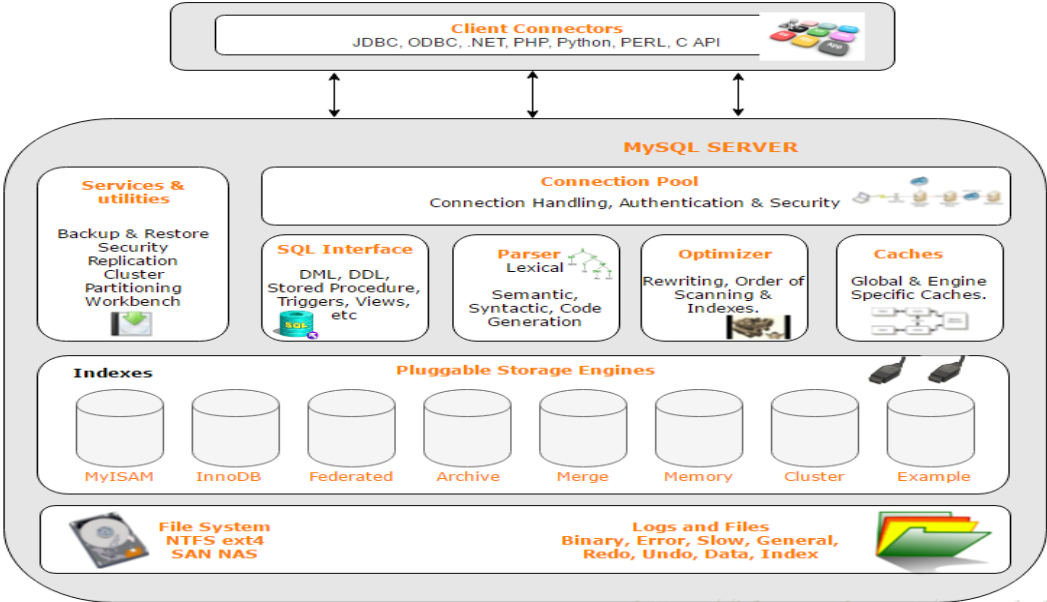 Client Connectors
JDBC, ODBC, .NET, PHP, Python, PERL, C API
APP
MySQL SERVER
Services &
utilities
Backup & Restore
Security
Replication
Cluster
Partitioning
Workbench
Connection Pool
Connection Handling, Authentication & Security
SQL Interface
DML, DDL,
Stored Procedure,
Triggers, Views,
etc
SQL
Parser
Lexical
Semantic,
Syntactic, Code
Generation
Optimizer
Rewriting, Order of
Scanning &
Indexes.
Caches
Global & Engine
Specific Caches.
Indexes
Pluggable Storage Engines
MyISAM
InnoDB
Federated
Archive
Merge
Memory
Cluster
Example
File System
NTFS ext4
SAN NAS
Logs and Files
Binary, Error, Slow, General,
Redo, Undo, Data, Index